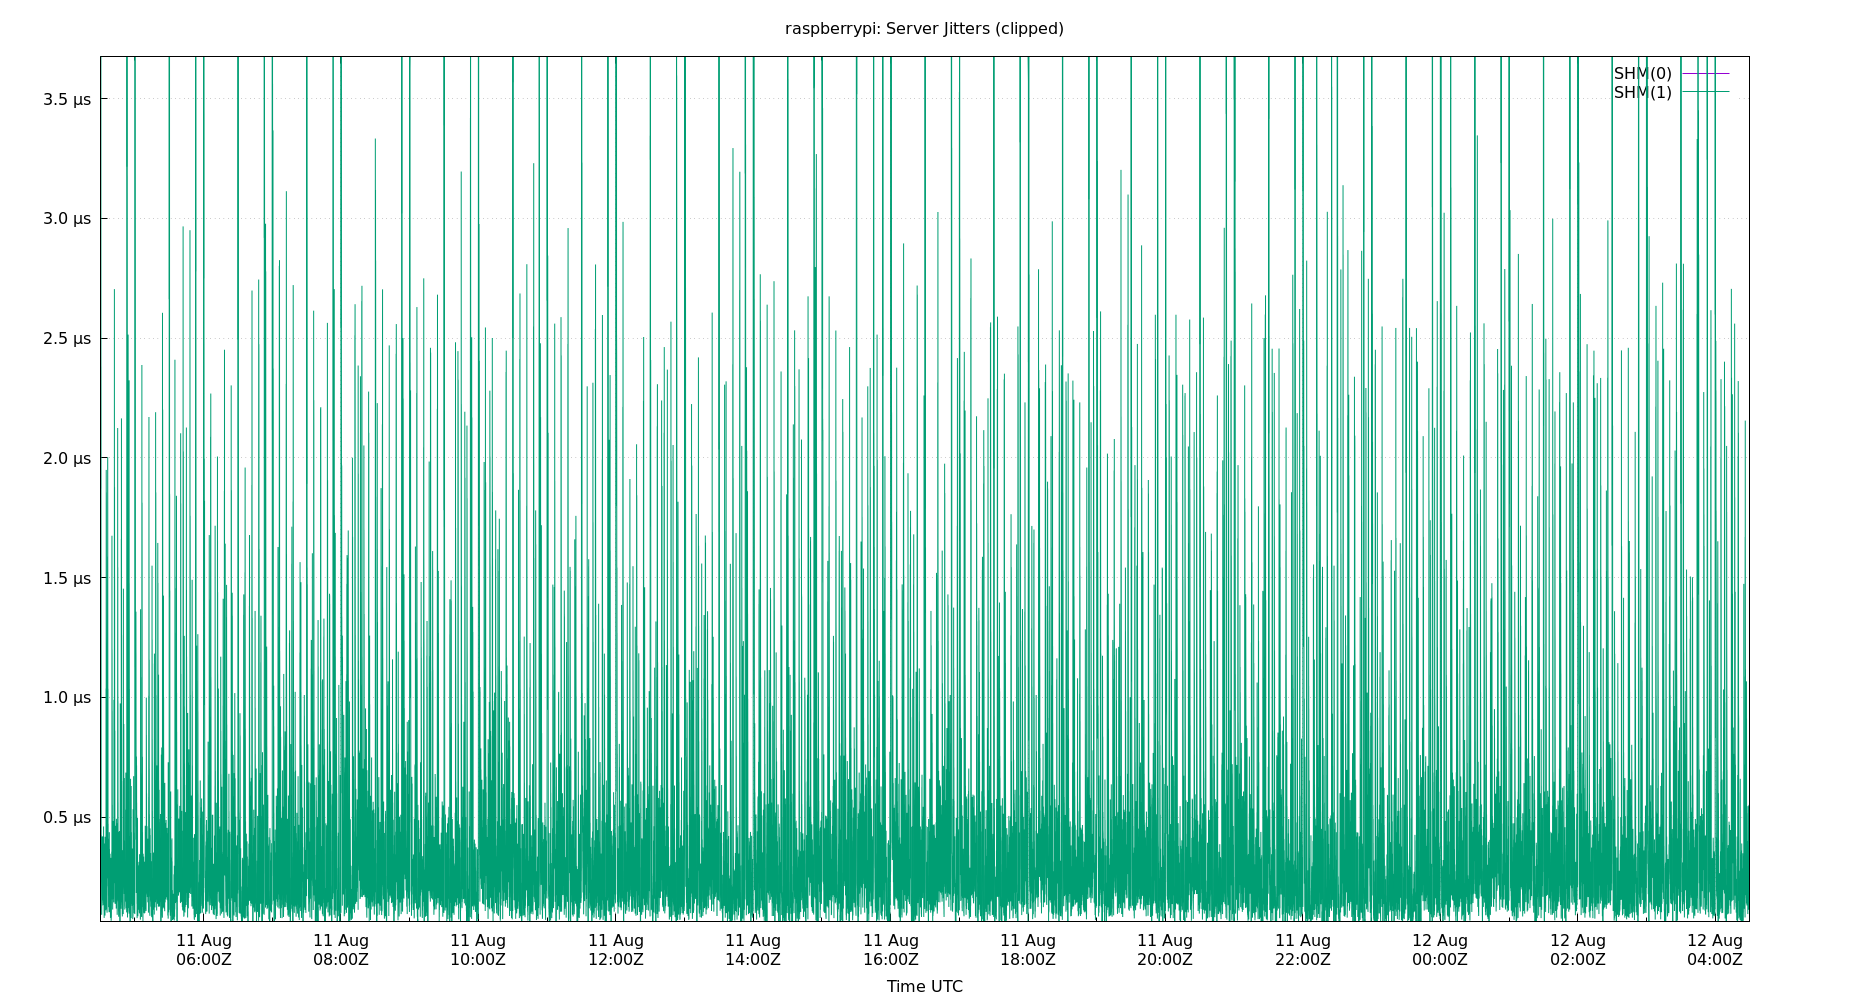 raspberrypi: Server Jitters (clipped)
SHM(0)
SHM(1)
3.5 µs
3.0 µs
2.5 µs
2.0 µs
1.5 µs
1.0 µs
0.5 µs
11 Aug 11 Aug 11 Aug 11 Aug 11 Aug 11 Aug 11 Aug 11 Aug 11 Aug 12 Aug 12 Aug 12 Aug
06:00Z 08:00Z 10:00Z 12:00Z 14:00Z 16:00Z 18:00Z 20:00Z 22:00Z 00:00Z 02:00Z 04:00Z
Time UTC